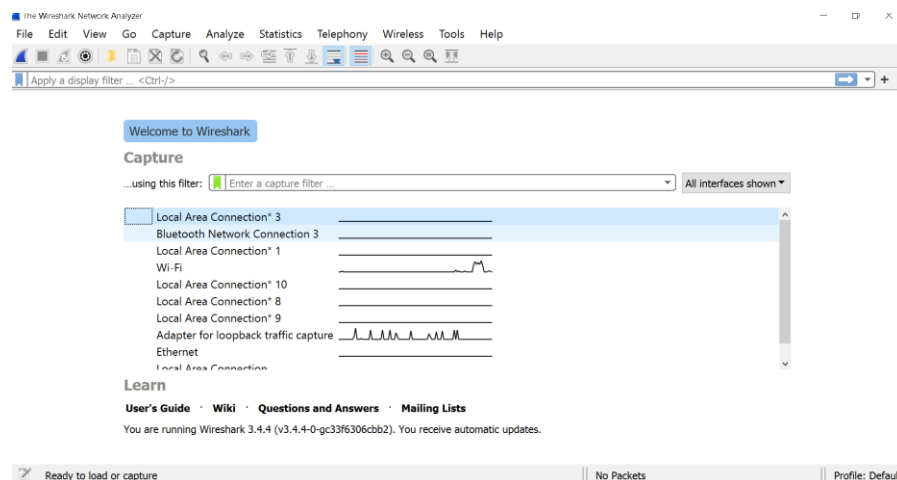 The Wireshark Network Analyzer
File Edit View Go Capture Analyze Statistics Telephony Wireless Tools Help
Apply a display filter ... <Ctrl-/>
Welcome to Wireshark
Capture
...using this filter: Enter a capture filter ... All interfaces shown
Local Area Connection* 3
Bluetooth Network Connection 3
Local Area Connection* 1
Wi-Fi
Local Area Connection* 10
Local Area Connection* 8
Local Area Connection* 9
Adapter for loopback traffic capture
Ethernet
Local Area Connection
Learn
User's Guide · Wiki · Questions and Answers · Mailing Lists
You are running Wireshark 3.4.4 (v3.4.4-0-gc33f6306cbb2). You receive automatic updates.
Ready to load or capture No Packets Profile: Defaul